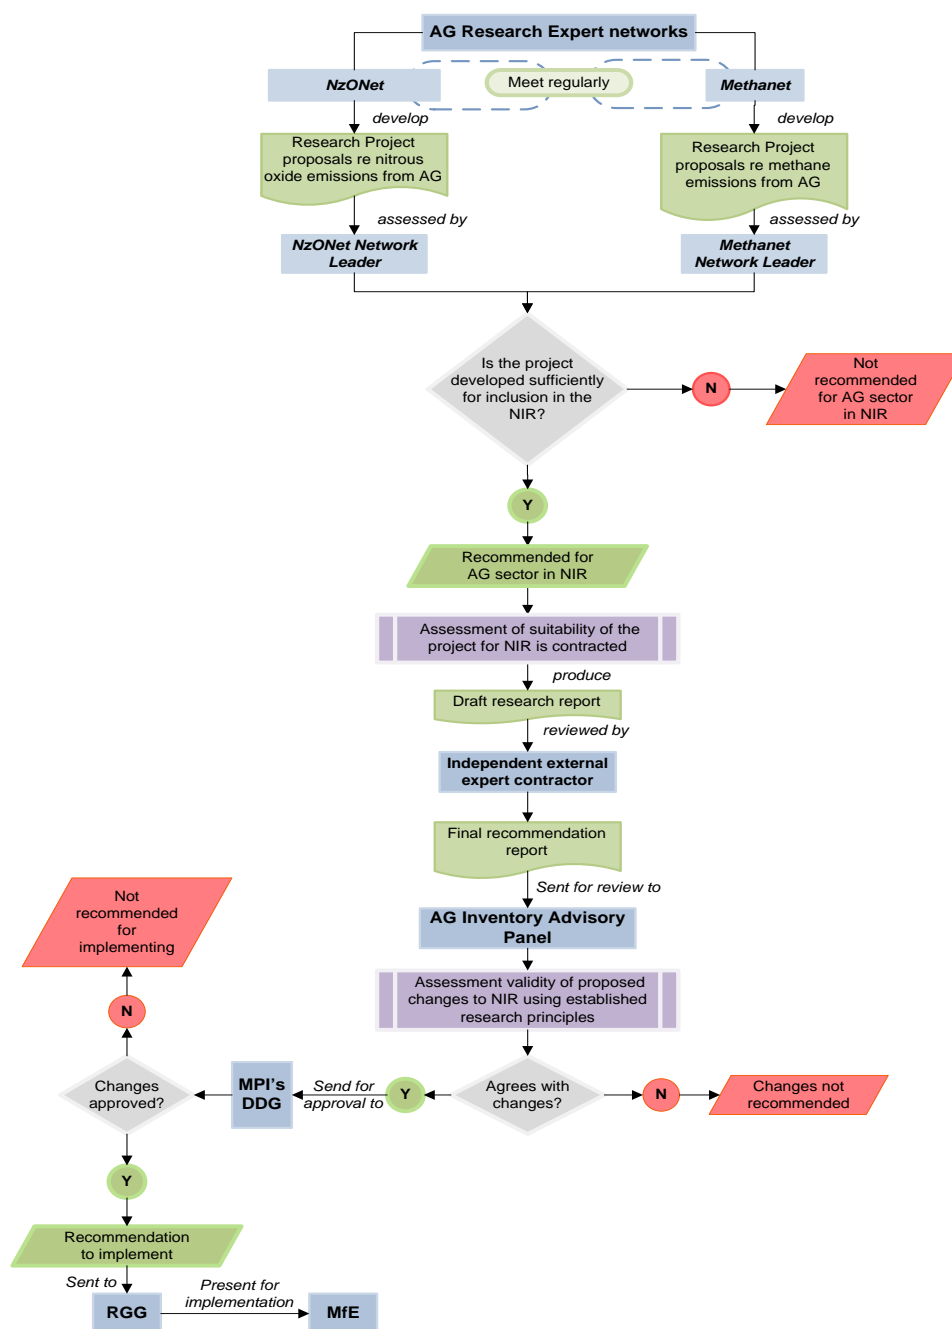 AG Research Expert networks
NzONet
Meet regularly
Methanet
develop
develop
Research Project
proposals re nitrous
oxide emissions from AG
Research Project
proposals re methane
emissions from AG
assessed by
assessed by
NzONet Network
Leader
Methanet
Network Leader
Is the project
developed sufficiently
for inclusion in the
NIR?
N
Not
recommended
for AG sector
in NIR
Y
Recommended for
AG sector in NIR
Assessment of suitability of the
project for NIR is contracted
produce
Draft research report
reviewed by
Independent external
expert contractor
Final recommendation
report
Sent for review to
AG Inventory Advisory
Panel
Not
recommended
for
implementing
Assessment validity of proposed
changes to NIR using established
research principles
N
Changes
approved?
MPI's
DDG
Send for
approval to
Y
Agrees with
changes?
N
Changes not
recommended
Y
Recommendation
to implement
Sent to
RGG
Present for
implementation
MfE